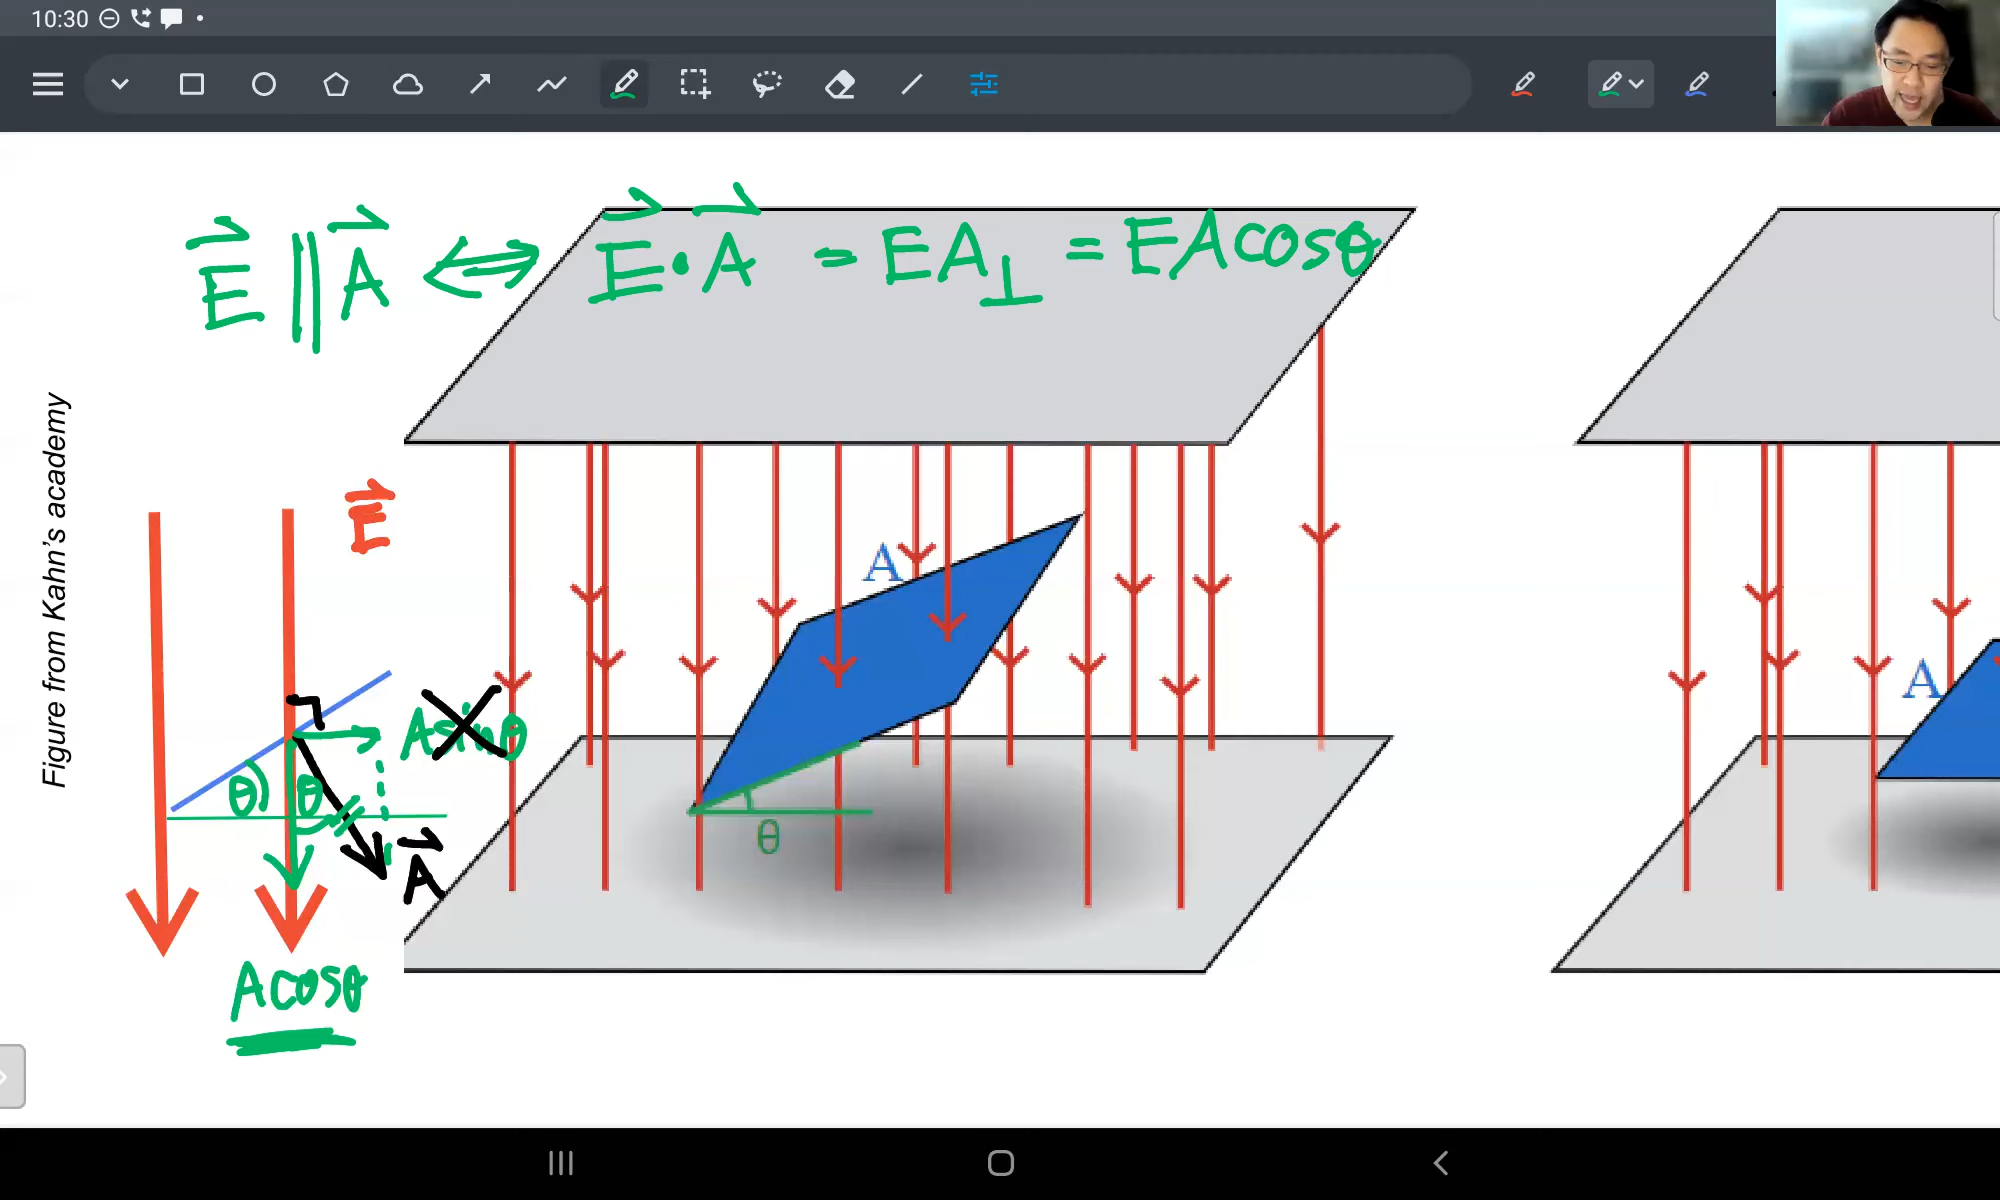 10:30
E⃗ ∥ A⃗ ⟺ E⃗ • A⃗ = EA⊥ = EAcosθ
Figure from Kahn's academy
E⃗
A
A
Asinθ
θ
θ
θ
A⃗
Acosθ